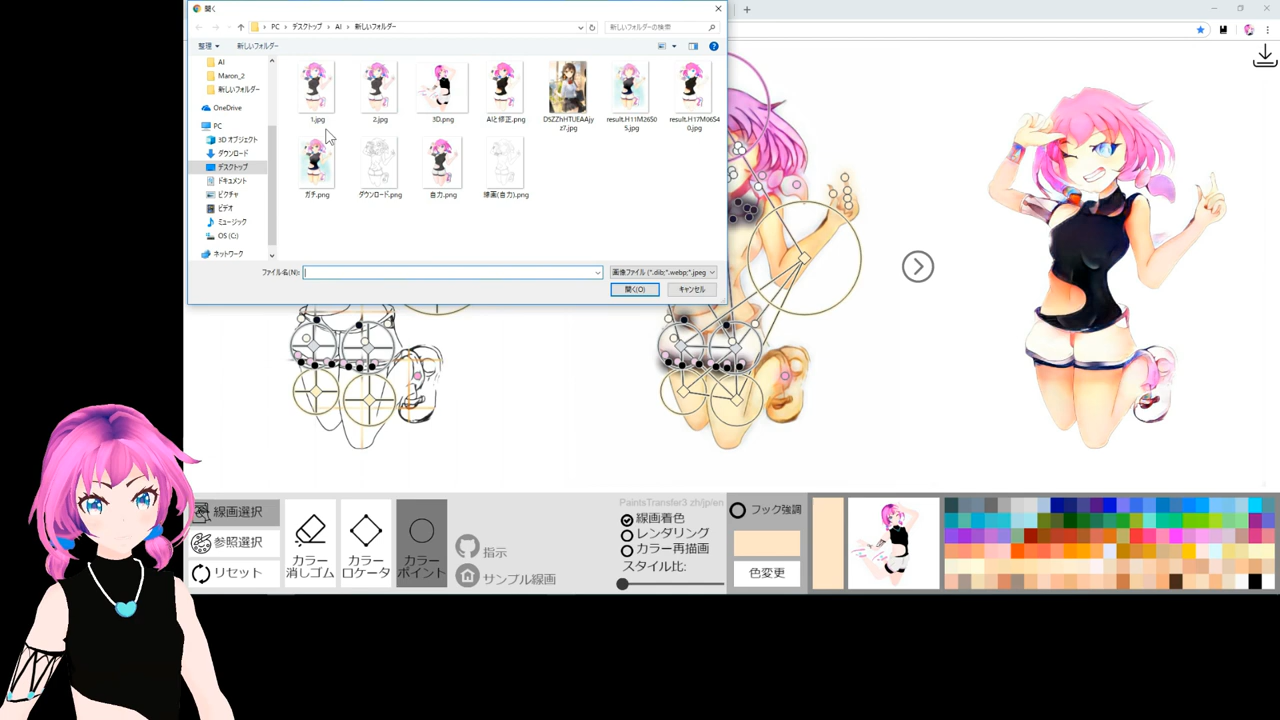 開く
PC > デスクトップ > AI > 新しいフォルダー
新しいフォルダーの検索
整理 ▼
新しいフォルダー
AI
Maron_2
新しいフォルダー
OneDrive
PC
3D オブジェクト
ダウンロード
デスクトップ
ドキュメント
ピクチャ
ビデオ
ミュージック
OS (C:)
ネットワーク
1.jpg
2.jpg
3D.png
AIと修正.png
DSZZhHTUEAAjy
z7.jpg
result.H11M2650
5.jpg
result.H17M0654
0.jpg
ガチ.png
ダウンロード.png
自力.png
線画(自力).png
ファイル名(N):
画像ファイル (*.dib;*.webp;*.jpeg
開く(O)
キャンセル
線画選択
参照選択
リセット
カラー
消しゴム
カラー
ロケータ
カラー
ポイント
指示
サンプル線画
PaintsTransfer3 zh/jp/en
線画着色
レンダリング
カラー再描画
スタイル比:
フック強調
色変更